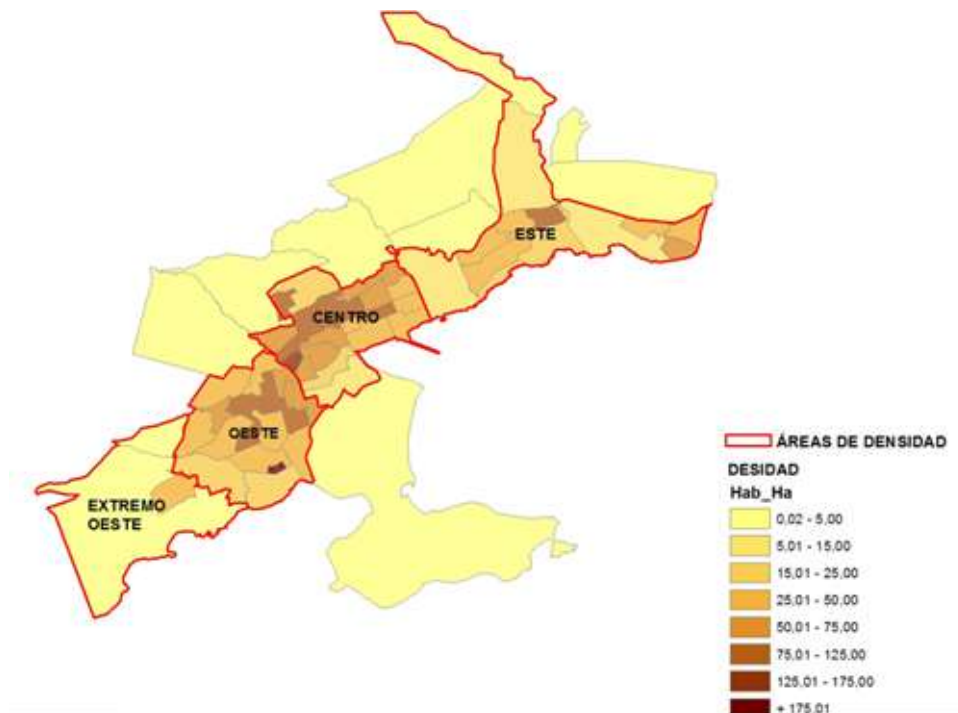 ESTE
CENTRO
OESTE
EXTREMO
OESTE
ÁREAS DE DENSIDAD
DESIDAD
Hab_Ha
0,02 - 5,00
5,01 - 15,00
15,01 - 25,00
25,01 - 50,00
50,01 - 75,00
75,01 - 125,00
125,01 - 175,00
+ 175,01